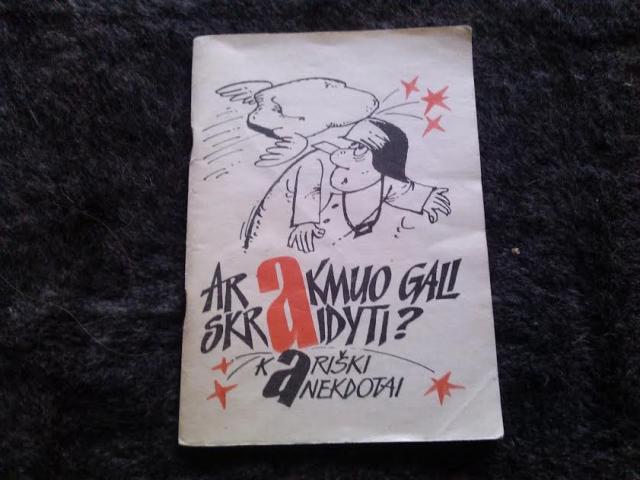 AR aKMUO GALI
SKRaIDYTI?
KaRIŠKI
aNEKDOTAI